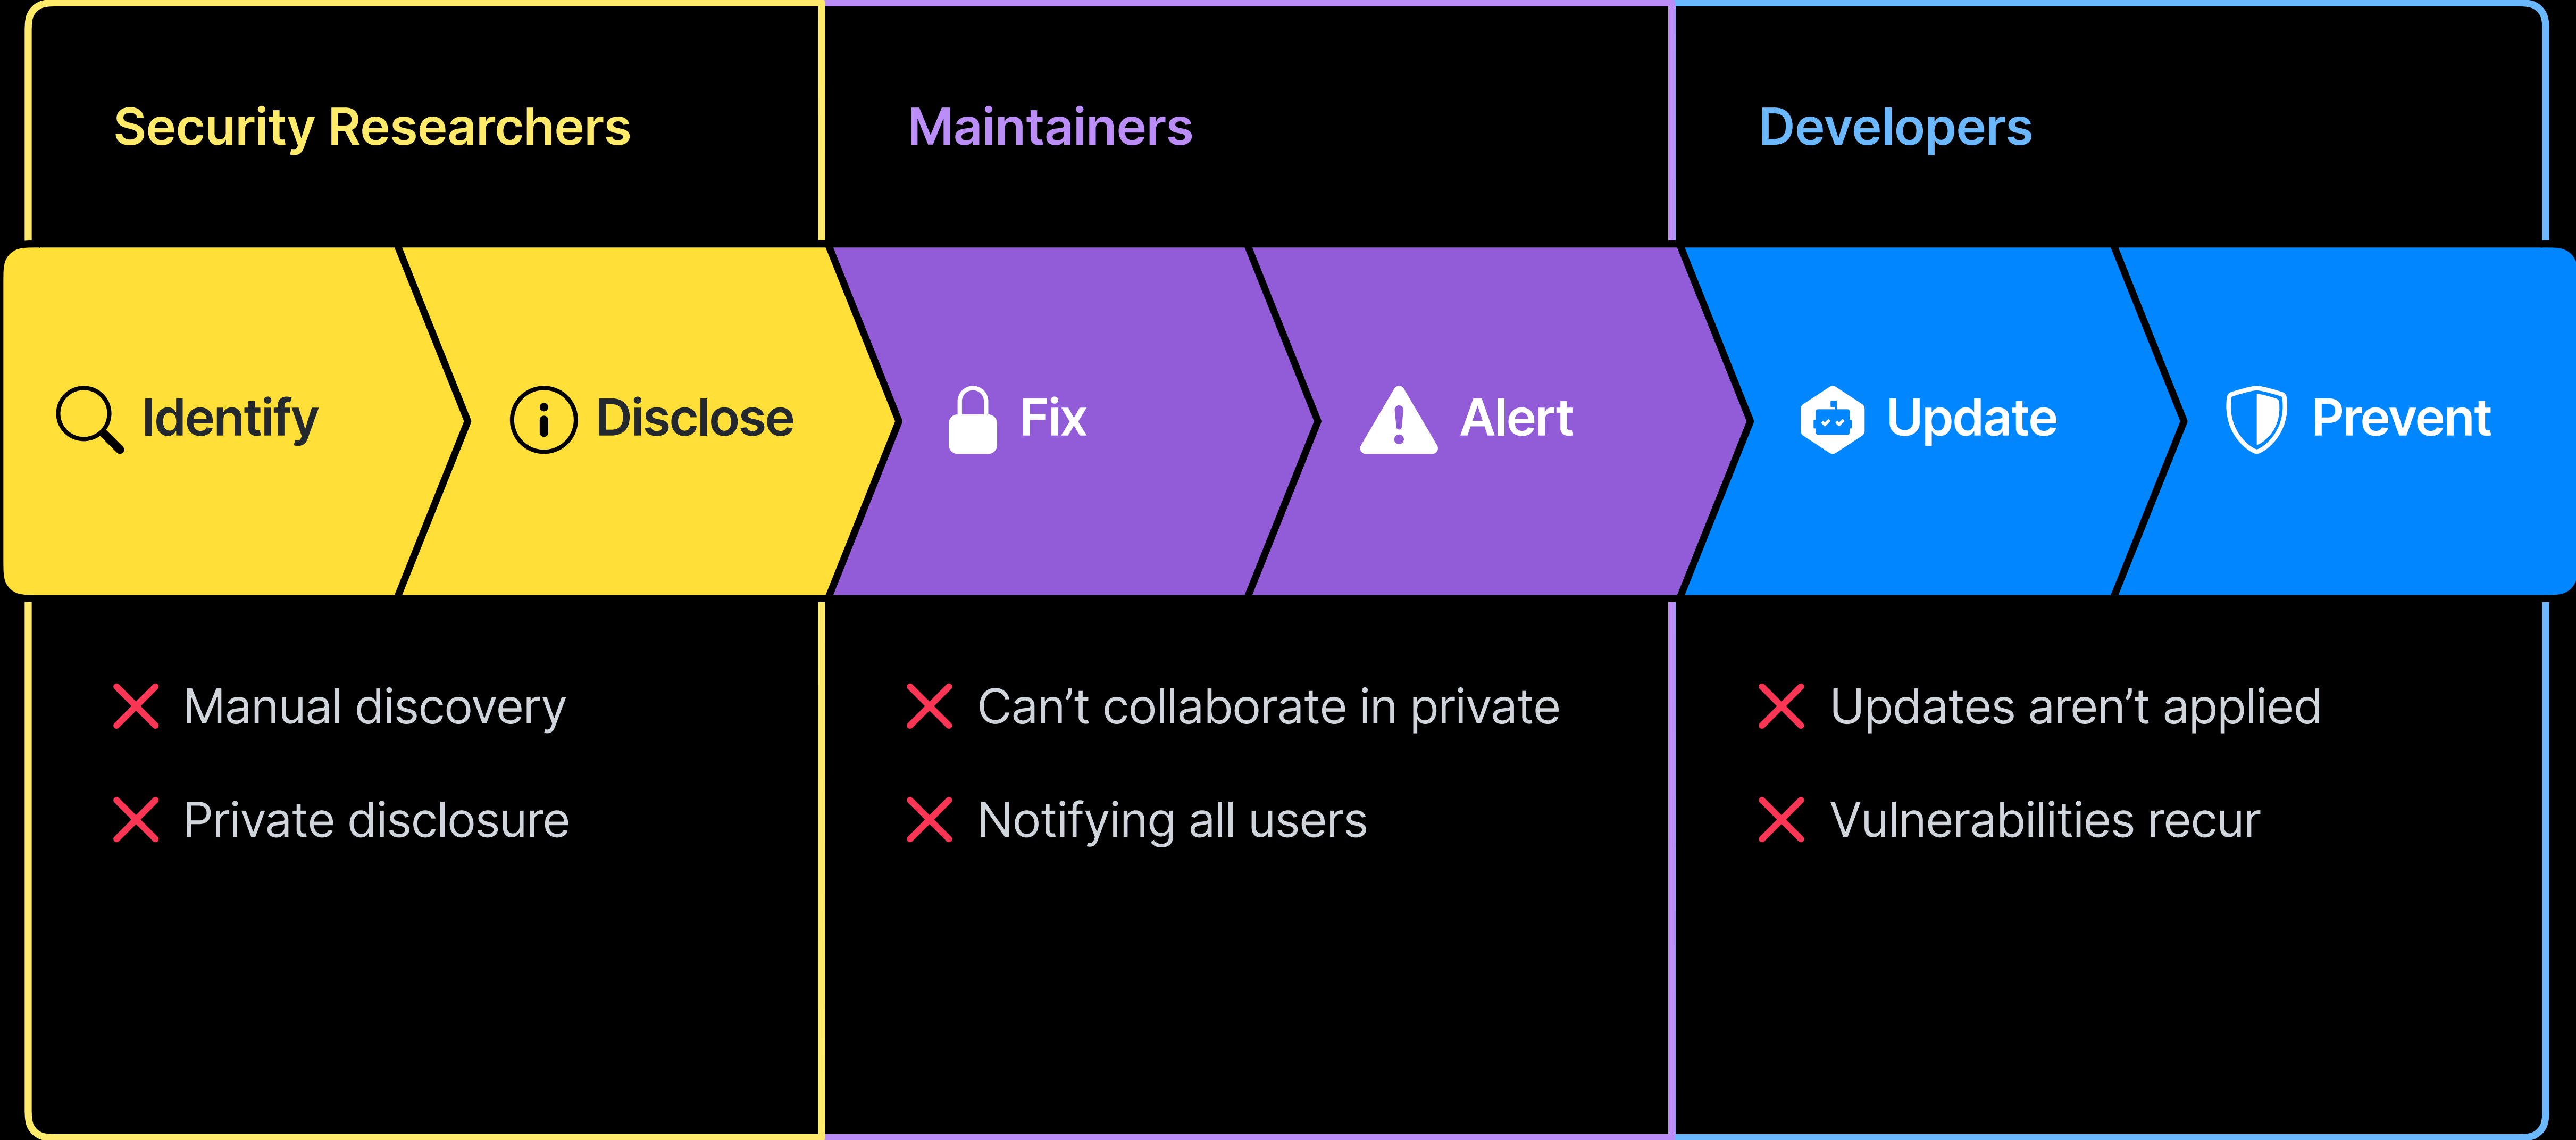 Security Researchers
Maintainers
Developers
Identify
Disclose
Fix
Alert
Update
Prevent
Manual discovery
Private disclosure
Can’t collaborate in private
Notifying all users
Updates aren’t applied
Vulnerabilities recur